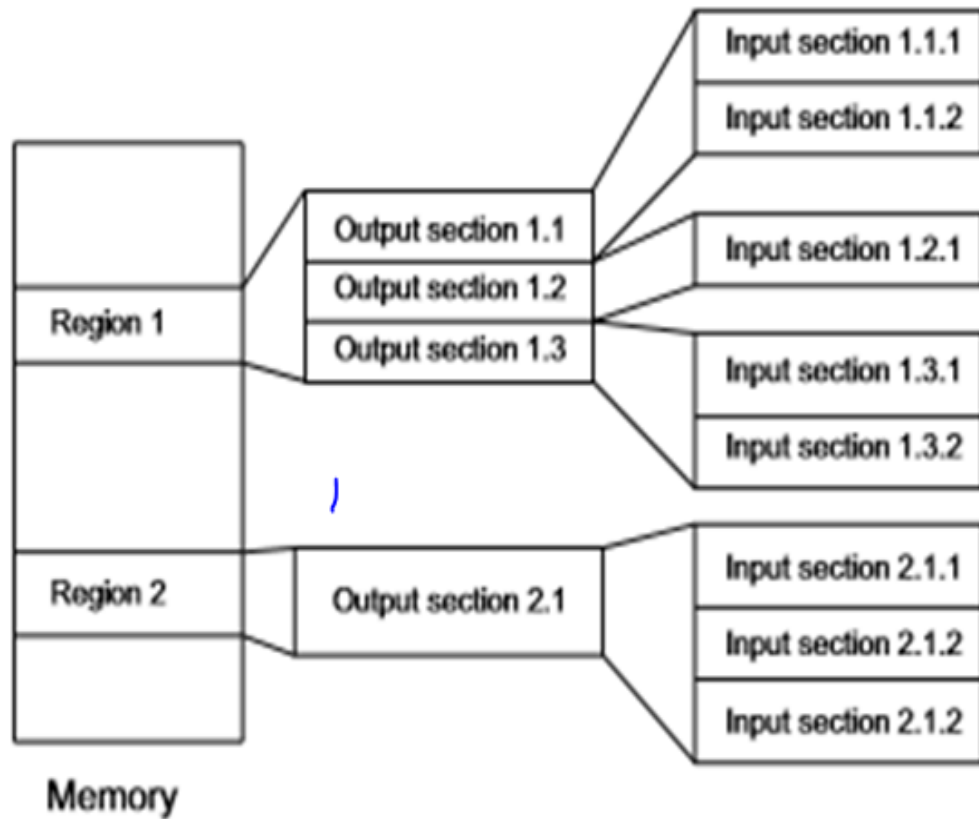 Region 1
Region 2
Memory
Output section 1.1
Output section 1.2
Output section 1.3
Output section 2.1
Input section 1.1.1
Input section 1.1.2
Input section 1.2.1
Input section 1.3.1
Input section 1.3.2
Input section 2.1.1
Input section 2.1.2
Input section 2.1.2